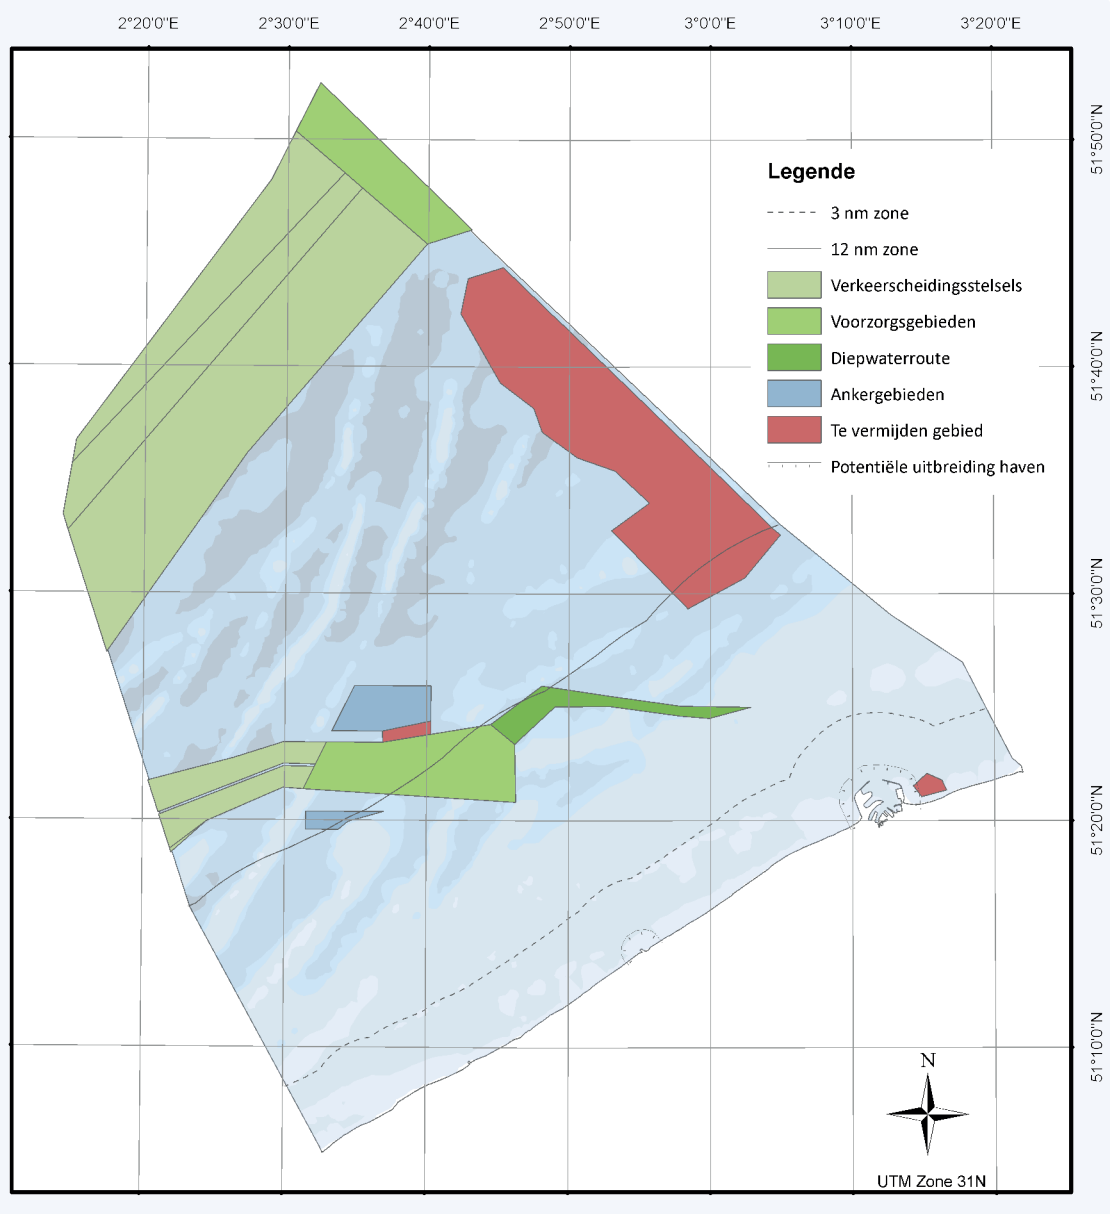 2°20'0"E 2°30'0"E 2°40'0"E 2°50'0"E 3°0'0"E 3°10'0"E 3°20'0"E
51°50'0"N
51°40'0"N
51°30'0"N
51°20'0"N
51°10'0"N
Legende
3 nm zone
12 nm zone
Verkeerscheidingsstelsels
Voorzorgsgebieden
Diepwaterroute
Ankergebieden
Te vermijden gebied
Potentiële uitbreiding haven
N
UTM Zone 31N